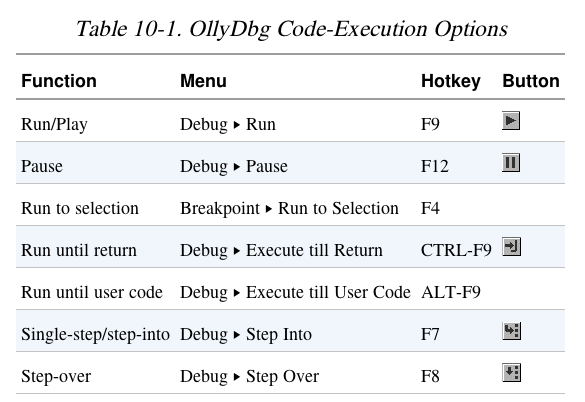 Table 10-1. OllyDbg Code-Execution Options
Function Menu Hotkey Button
Run/Play Debug ▸ Run F9
Pause Debug ▸ Pause F12
Run to selection Breakpoint ▸ Run to Selection F4
Run until return Debug ▸ Execute till Return CTRL-F9
Run until user code Debug ▸ Execute till User Code ALT-F9
Single-step/step-into Debug ▸ Step Into F7
Step-over Debug ▸ Step Over F8